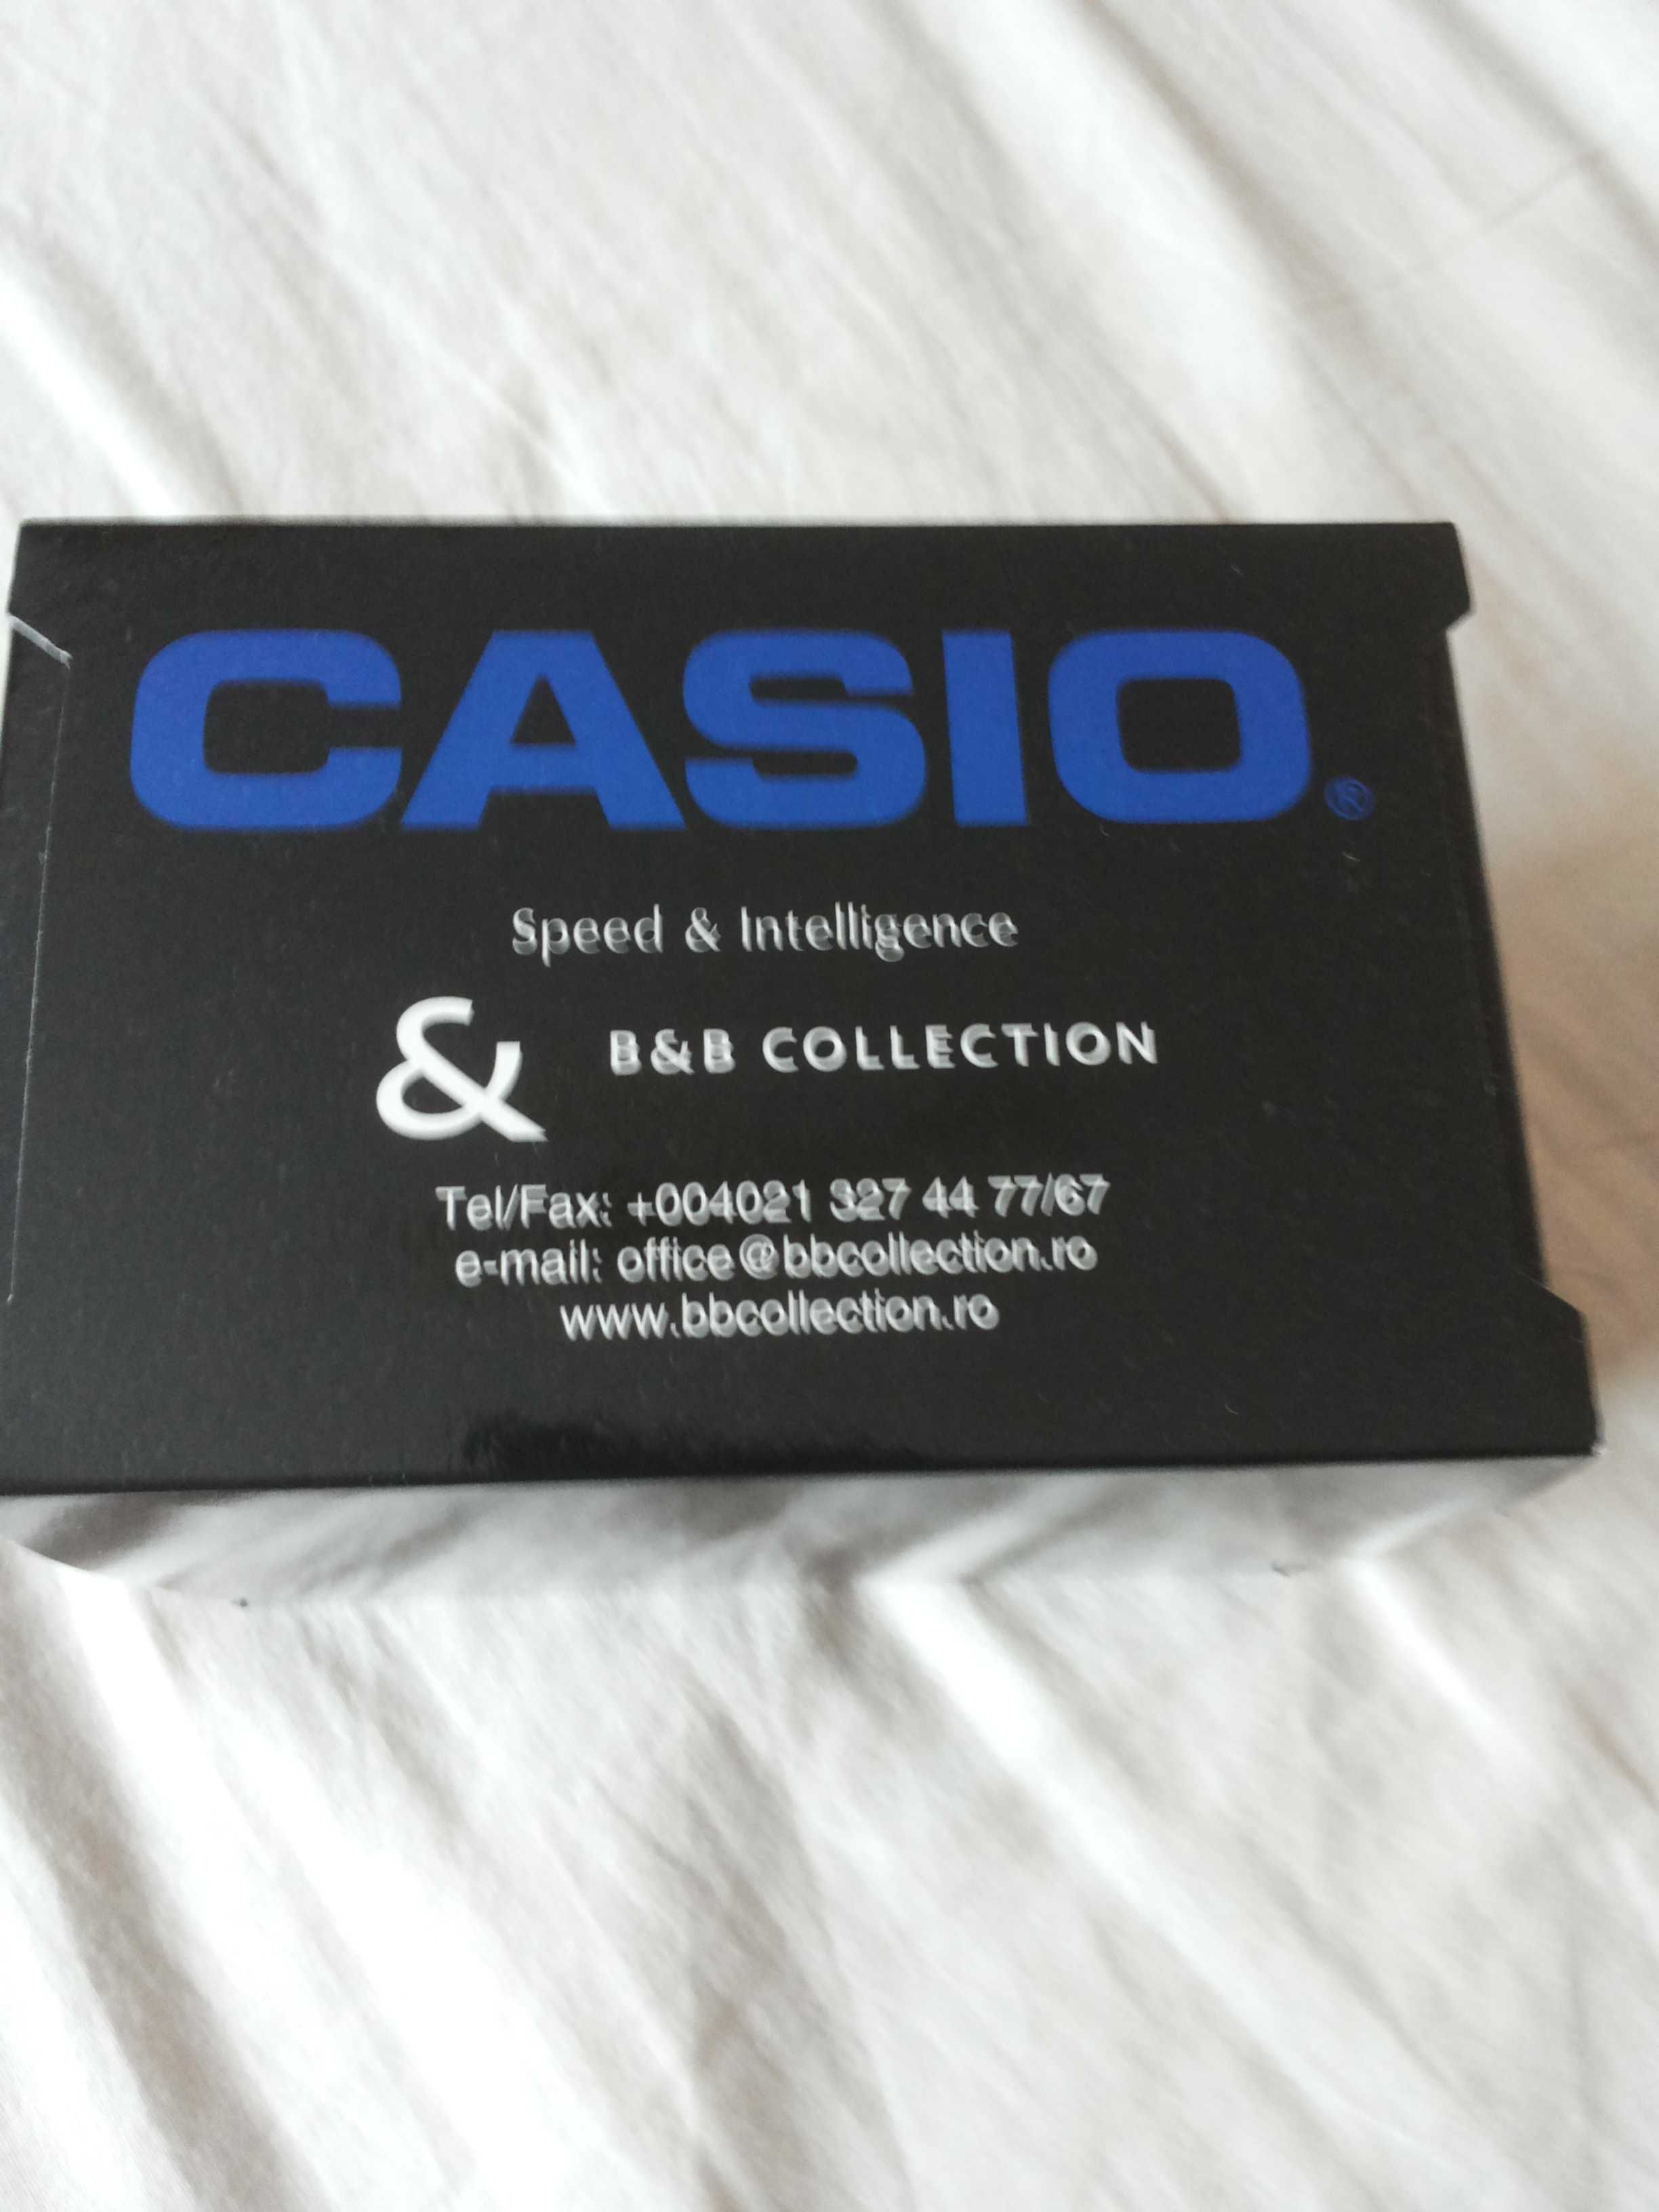 CASIO®
Speed & Intelligence
& B&B COLLECTION
Tel/Fax: +004021 327 44 77/67
e-mail: office@bbcollection.ro
www.bbcollection.ro